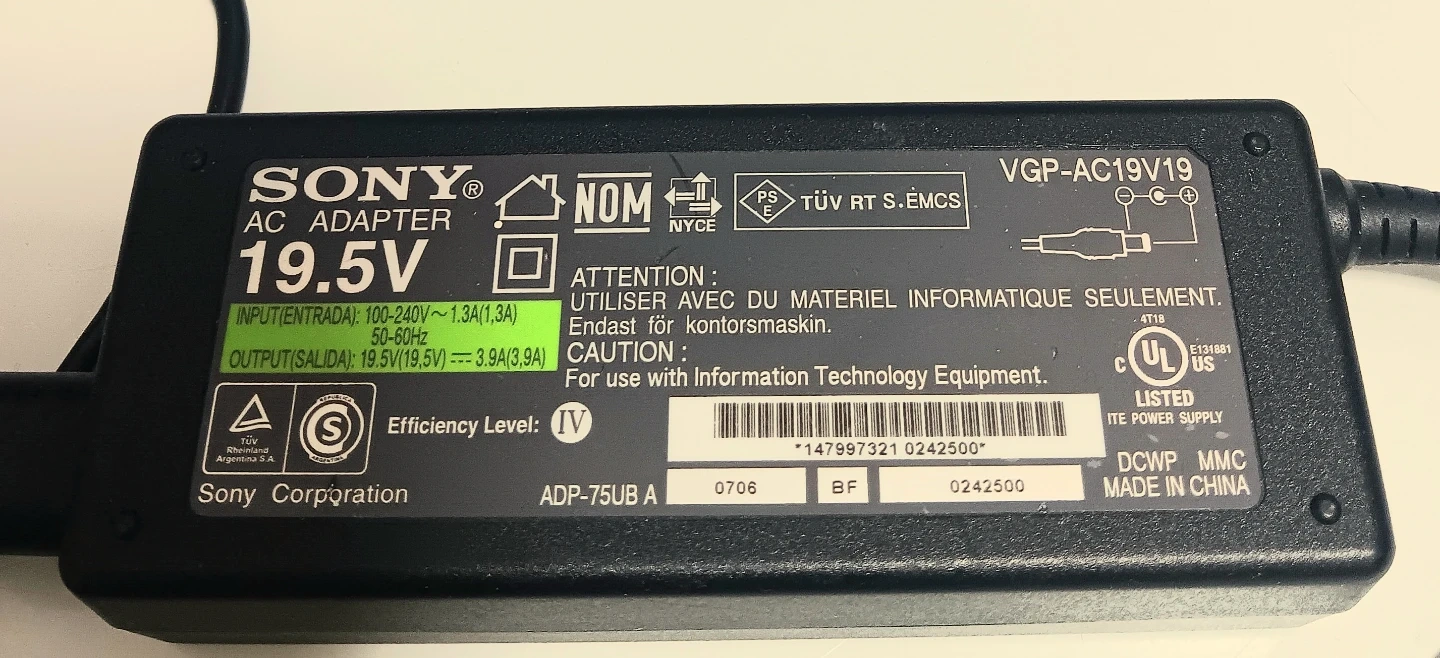 SONY®
AC ADAPTER
19.5V
INPUT(ENTRADA): 100-240V～1.3A(1,3A)
50-60Hz
OUTPUT(SALIDA): 19.5V(19,5V) ⎓ 3.9A(3,9A)
NOM
NYCE
PS
E
TÜV RT S.EMCS
VGP-AC19V19
ATTENTION :
UTILISER AVEC DU MATERIEL INFORMATIQUE SEULEMENT.
Endast för kontorsmaskin.
CAUTION :
For use with Information Technology Equipment.
4T18
C UL US
E131881
LISTED
ITE POWER SUPPLY
TÜV
Rheinland
Argentina S.A.
REPUBLICA
S
ARGENTINA
Efficiency Level: IV
*147997321 0242500*
Sony Corporation
ADP-75UB A
0706
BF
0242500
DCWP MMC
MADE IN CHINA